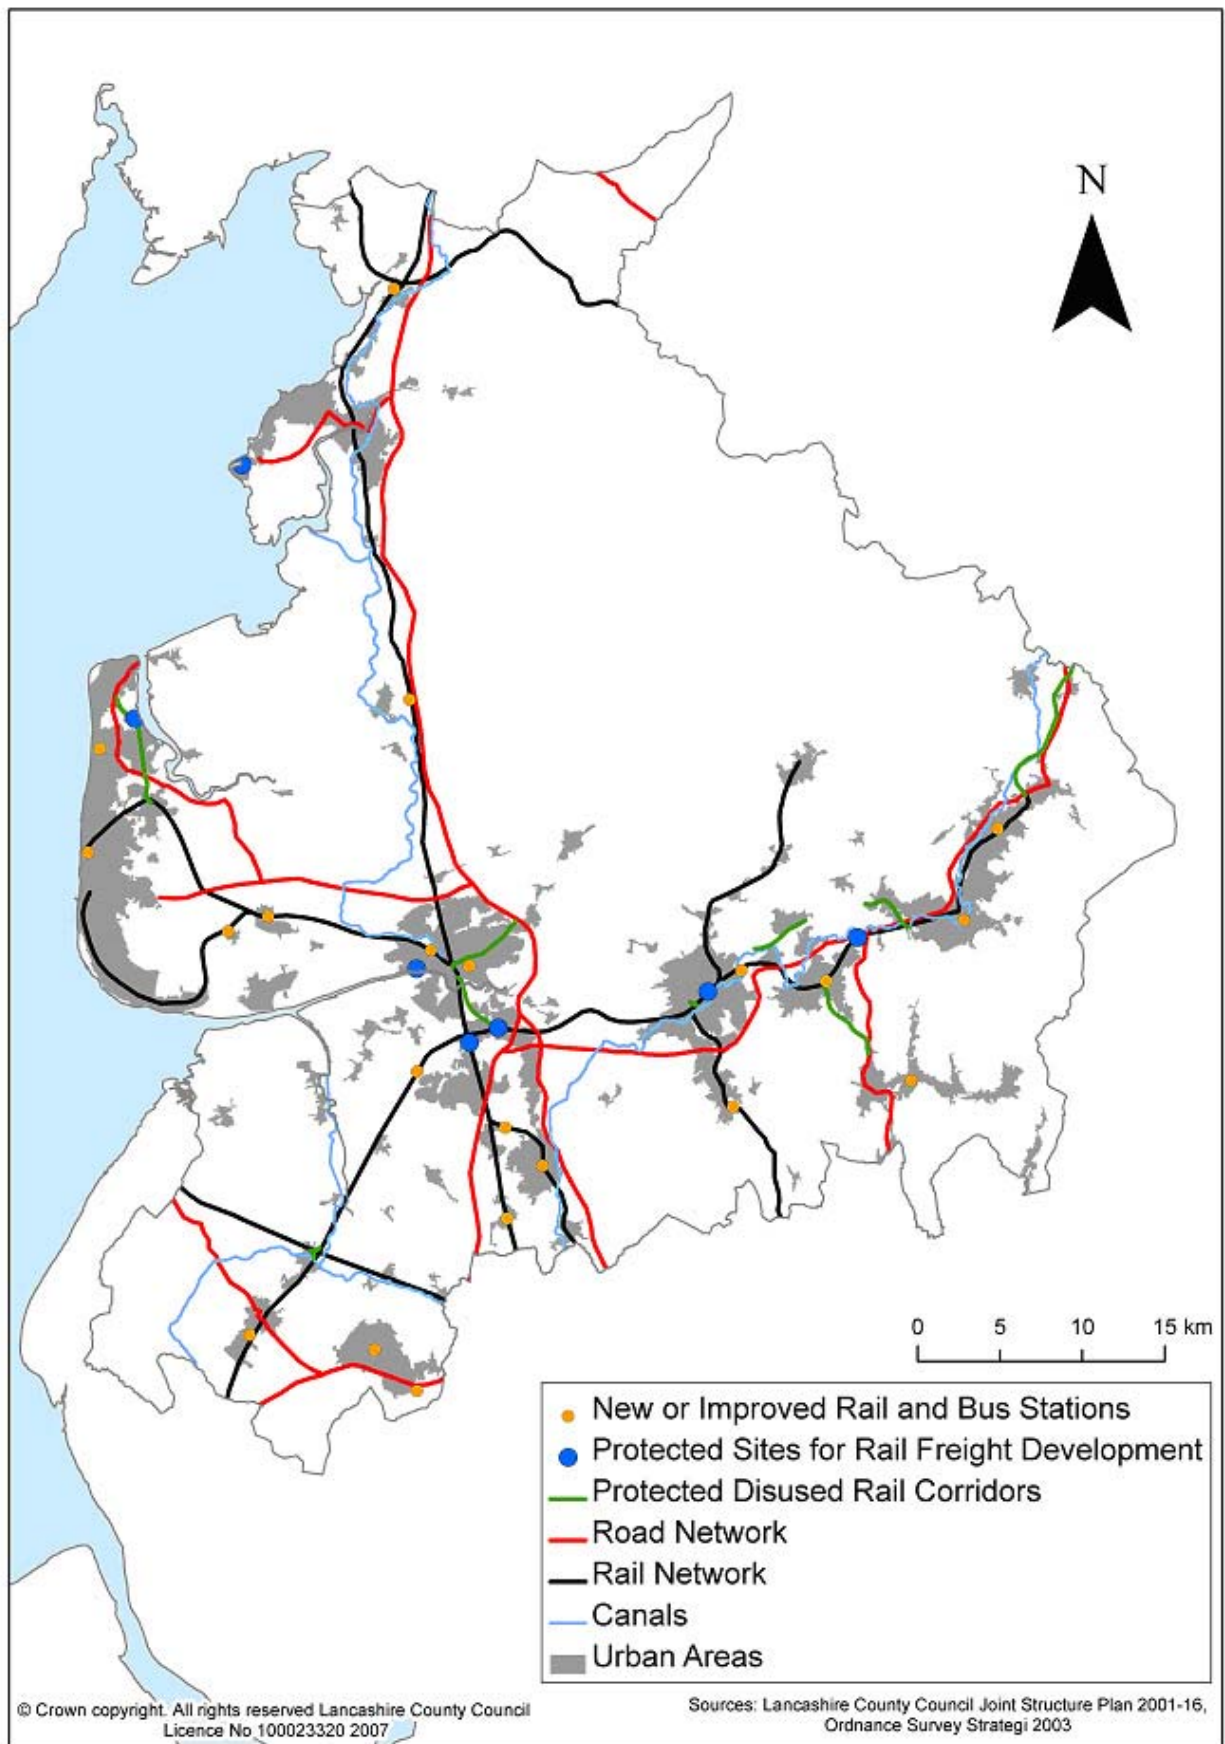 N
0 5 10 15 km
New or Improved Rail and Bus Stations
Protected Sites for Rail Freight Development
Protected Disused Rail Corridors
Road Network
Rail Network
Canals
Urban Areas
© Crown copyright. All rights reserved Lancashire County Council
Licence No 100023320 2007
Sources: Lancashire County Council Joint Structure Plan 2001-16,
Ordnance Survey Strategi 2003